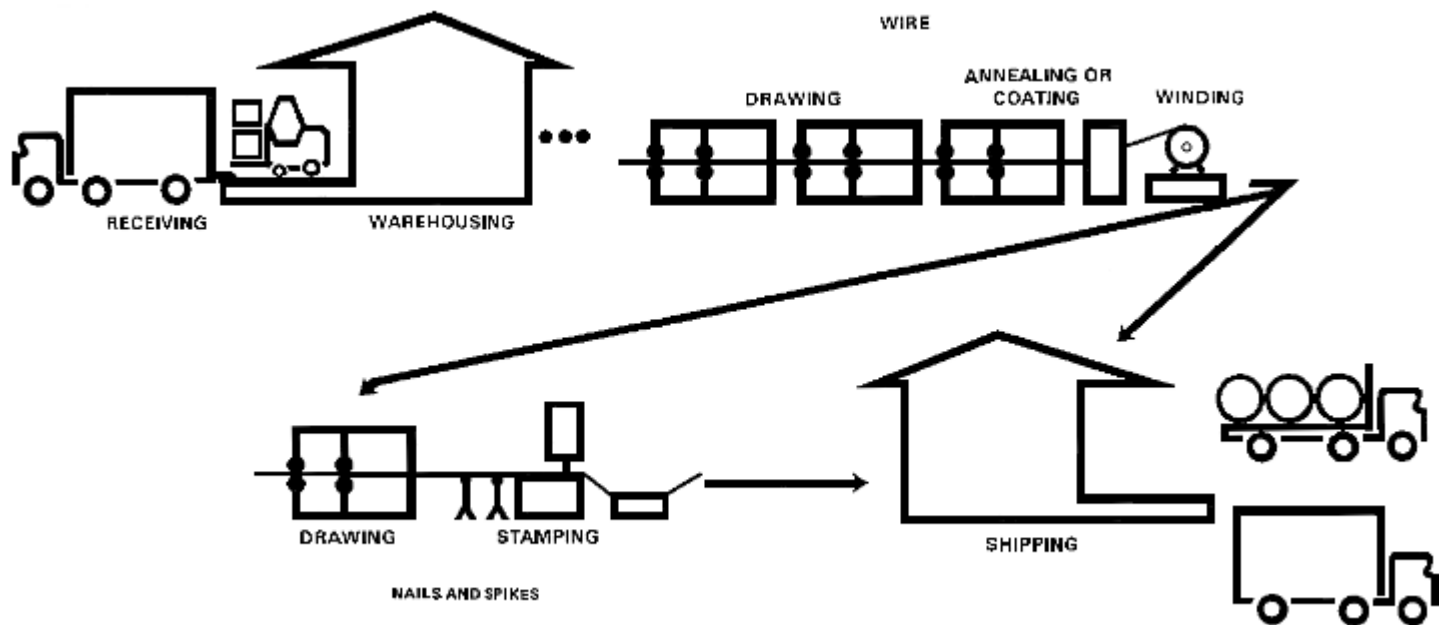 WIRE
ANNEALING OR
COATING
DRAWING
WINDING
RECEIVING
WAREHOUSING
DRAWING
STAMPING
SHIPPING
NAILS AND SPIKES